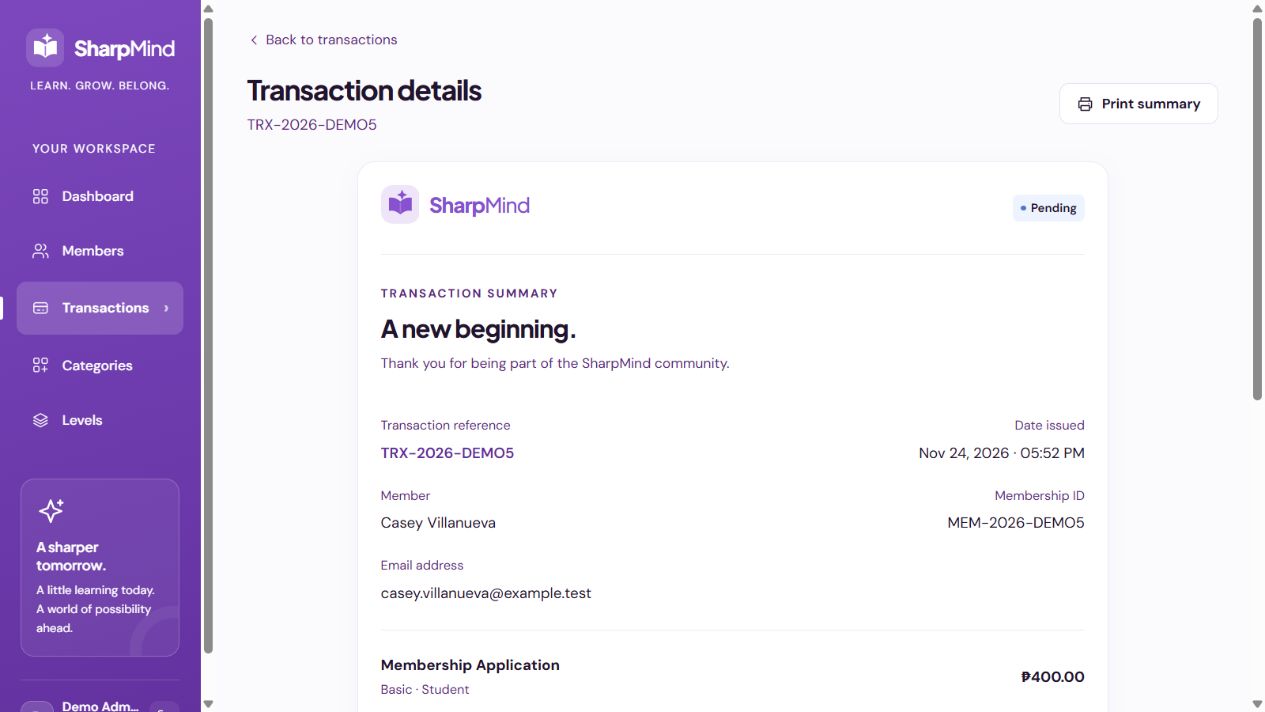 SharpMind
LEARN. GROW. BELONG.
YOUR WORKSPACE
Dashboard
Members
Transactions ›
Categories
Levels
A sharper
tomorrow.
A little learning today.
A world of possibility
ahead.
Demo Adm...
Back to transactions
Transaction details
TRX-2026-DEMO5
Print summary
SharpMind
Pending
TRANSACTION SUMMARY
A new beginning.
Thank you for being part of the SharpMind community.
Transaction reference
Date issued
TRX-2026-DEMO5
Nov 24, 2026 · 05:52 PM
Member
Membership ID
Casey Villanueva
MEM-2026-DEMO5
Email address
casey.villanueva@example.test
Membership Application
₱400.00
Basic · Student